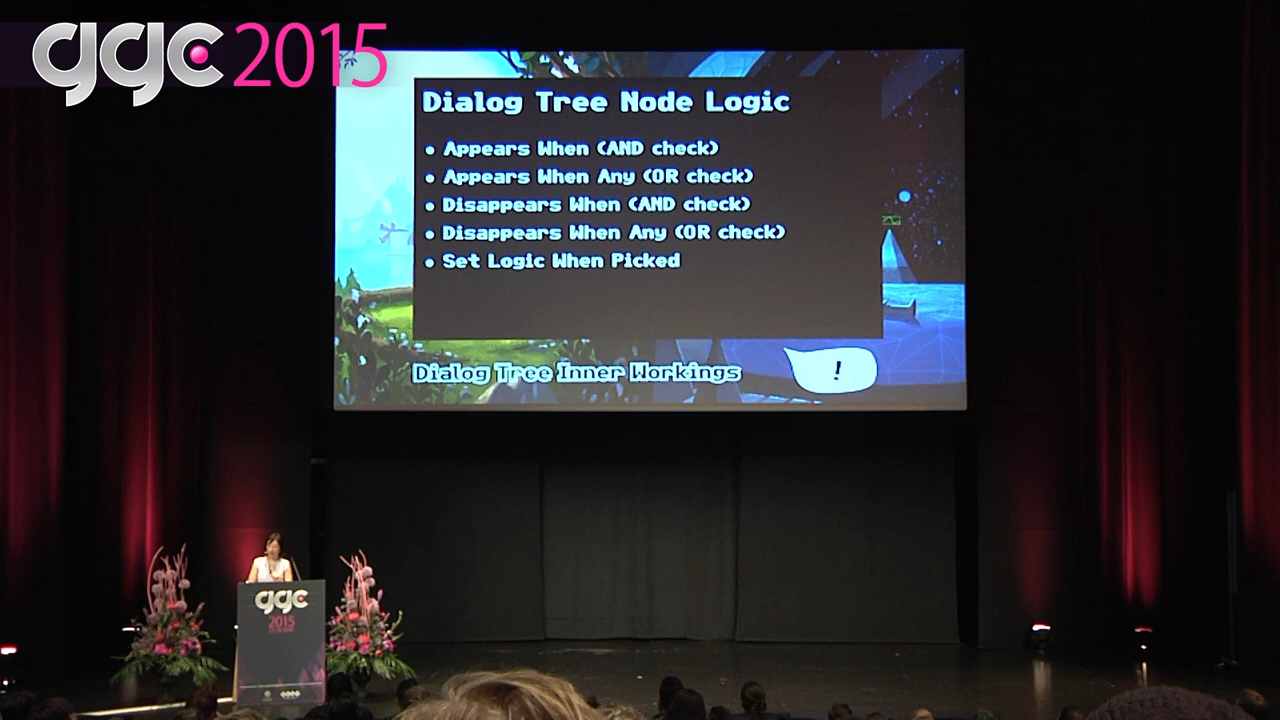 ggc 2015
Dialog Tree Node Logic
• Appears When (AND check)
• Appears When Any (OR check)
• Disappears When (AND check)
• Disappears When Any (OR check)
• Set Logic When Picked
Dialog Tree Inner Workings
!
ggc
2015